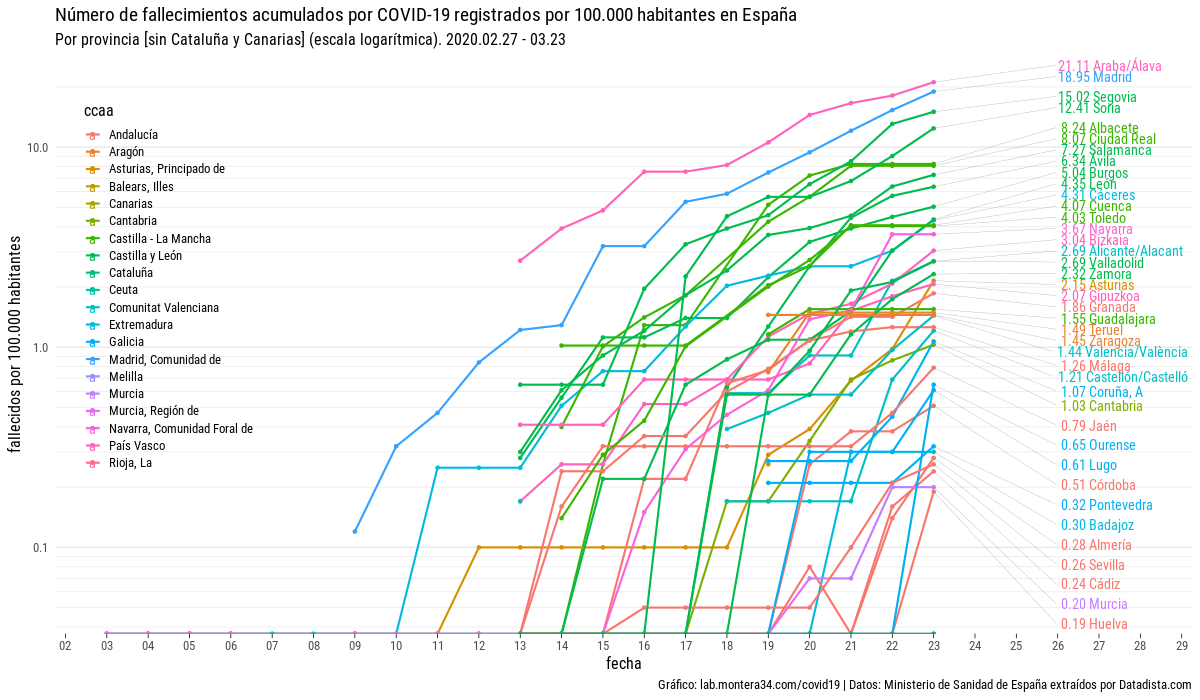 Número de fallecimientos acumulados por COVID-19 registrados por 100.000 habitantes en España
Por provincia [sin Cataluña y Canarias] (escala logarítmica). 2020.02.27 - 03.23
fallecidos por 100.000 habitantes
10.0
1.0
0.1
ccaa
Andalucía
Aragón
Asturias, Principado de
Balears, Illes
Canarias
Cantabria
Castilla - La Mancha
Castilla y León
Cataluña
Ceuta
Comunitat Valenciana
Extremadura
Galicia
Madrid, Comunidad de
Melilla
Murcia
Murcia, Región de
Navarra, Comunidad Foral de
País Vasco
Rioja, La
21.11 Araba/Álava
18.95 Madrid
15.02 Segovia
12.41 Soria
8.24 Albacete
8.07 Ciudad Real
7.27 Salamanca
6.34 Ávila
5.04 Burgos
4.35 León
4.31 Cáceres
4.07 Cuenca
4.03 Toledo
3.67 Navarra
3.04 Bizkaia
2.69 Alicante/Alacant
2.69 Valladolid
2.32 Zamora
2.15 Asturias
2.07 Gipuzkoa
1.86 Granada
1.55 Guadalajara
1.49 Teruel
1.45 Zaragoza
1.44 Valencia/València
1.26 Málaga
1.21 Castellón/Castelló
1.07 Coruña, A
1.03 Cantabria
0.79 Jaén
0.65 Ourense
0.61 Lugo
0.51 Córdoba
0.32 Pontevedra
0.30 Badajoz
0.28 Almería
0.26 Sevilla
0.24 Cádiz
0.20 Murcia
0.19 Huelva
02 03 04 05 06 07 08 09 10 11 12 13 14 15 16 17 18 19 20 21 22 23 24 25 26 27 28 29
fecha
Gráfico: lab.montera34.com/covid19 | Datos: Ministerio de Sanidad de España extraídos por Datadista.com